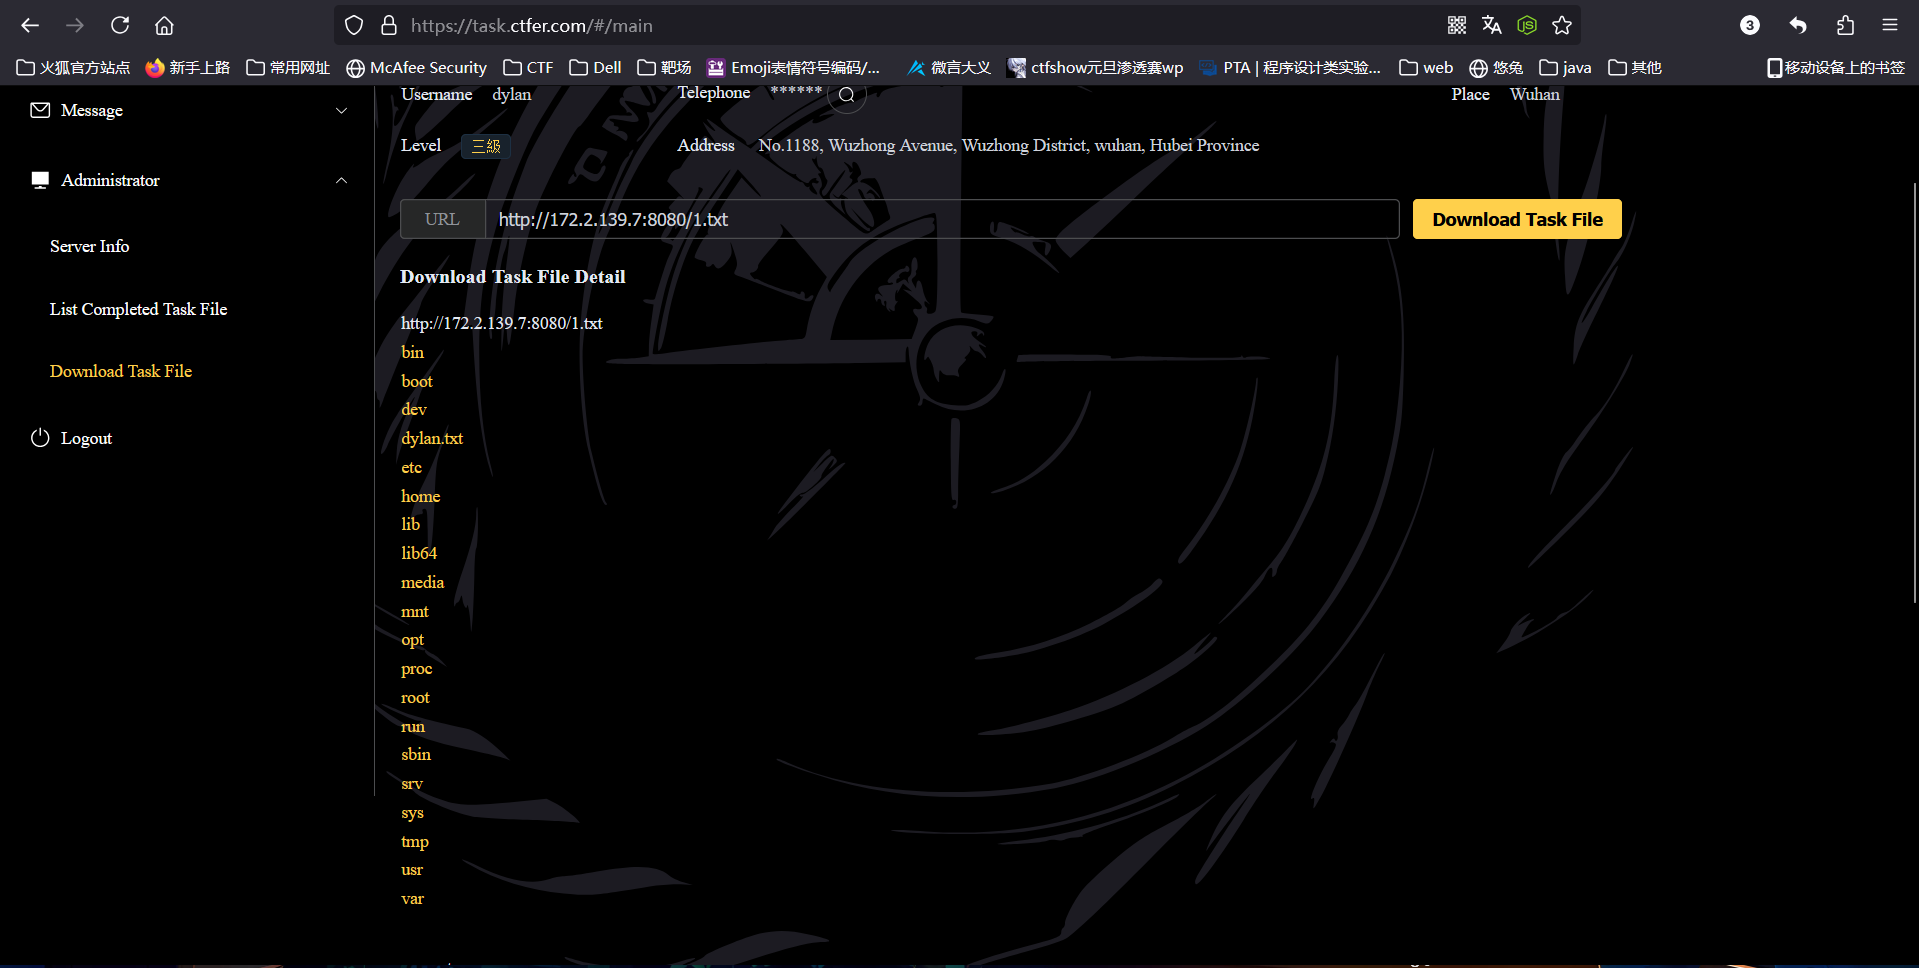 https://task.ctfer.com/#/main
3
火狐官方站点 新手上路 常用网址 McAfee Security CTF Dell 靶场 Emoji表情符号编码/... 微言大义 ctfshow元旦渗透赛wp PTA | 程序设计类实验... web 悠兔 java 其他 移动设备上的书签
Message
Administrator
Server Info
List Completed Task File
Download Task File
Logout
Username dylan Telephone ****** Place Wuhan
Level 三級 Address No.1188, Wuzhong Avenue, Wuzhong District, wuhan, Hubei Province
URL http://172.2.139.7:8080/1.txt Download Task File
Download Task File Detail
http://172.2.139.7:8080/1.txt
bin
boot
dev
dylan.txt
etc
home
lib
lib64
media
mnt
opt
proc
root
run
sbin
srv
sys
tmp
usr
var